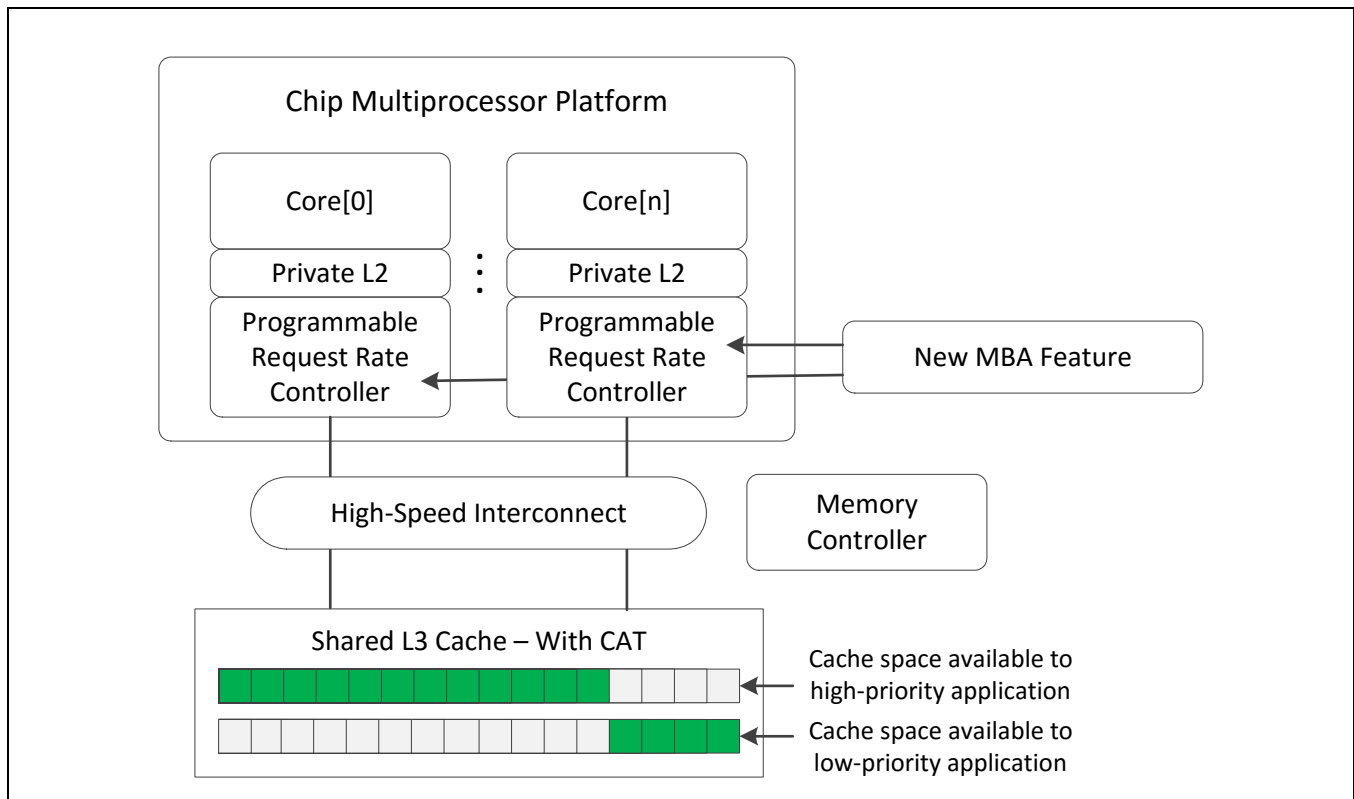 Chip Multiprocessor Platform
Core[0]
Core[n]
Private L2
Private L2
Programmable
Request Rate
Controller
Programmable
Request Rate
Controller
New MBA Feature
High-Speed Interconnect
Memory
Controller
Shared L3 Cache – With CAT
Cache space available to
high-priority application
Cache space available to
low-priority application